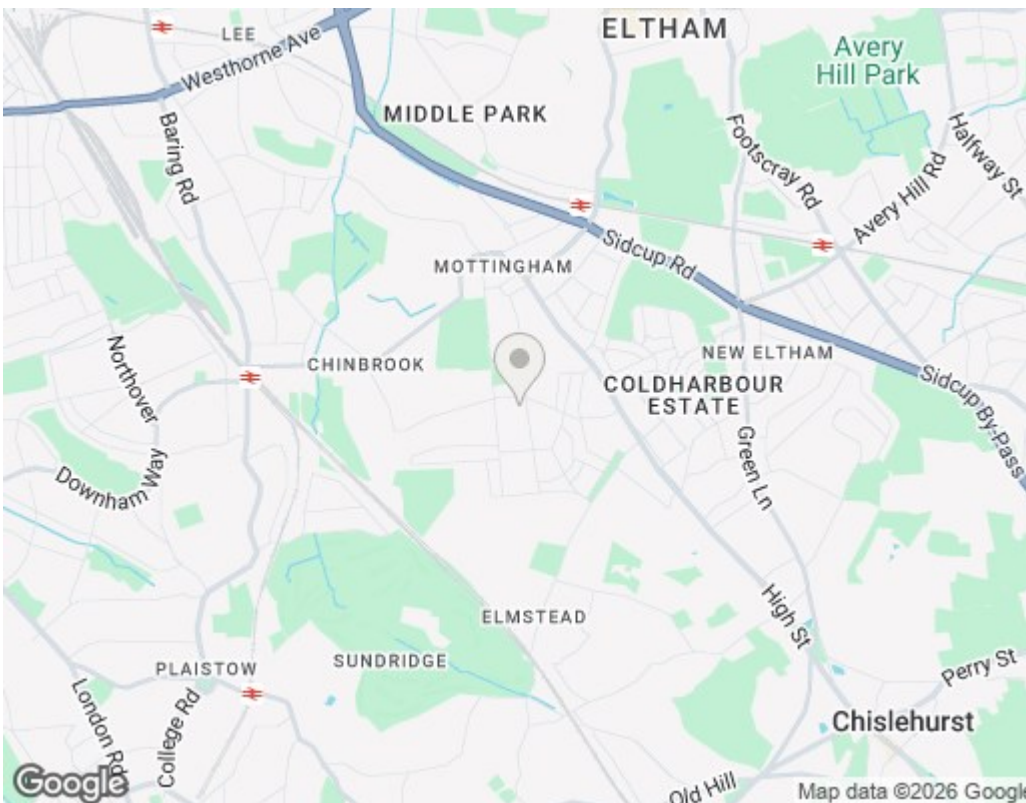 ELTHAM
LEE
Westhorne Ave
Avery
Hill Park
MIDDLE PARK
Baring Rd
Footscray Rd
Halfway St
Avery Hill Rd
Sidcup Rd
MOTTINGHAM
Northover
CHINBROOK
NEW ELTHAM
COLDHARBOUR
ESTATE
Sidcup By-Pass
Green Ln
Downham Way
High St
ELMSTEAD
SUNDRIDGE
PLAISTOW
Perry St
London Rd
College Rd
Chislehurst
Old Hill
Google
Map data ©2026 Google